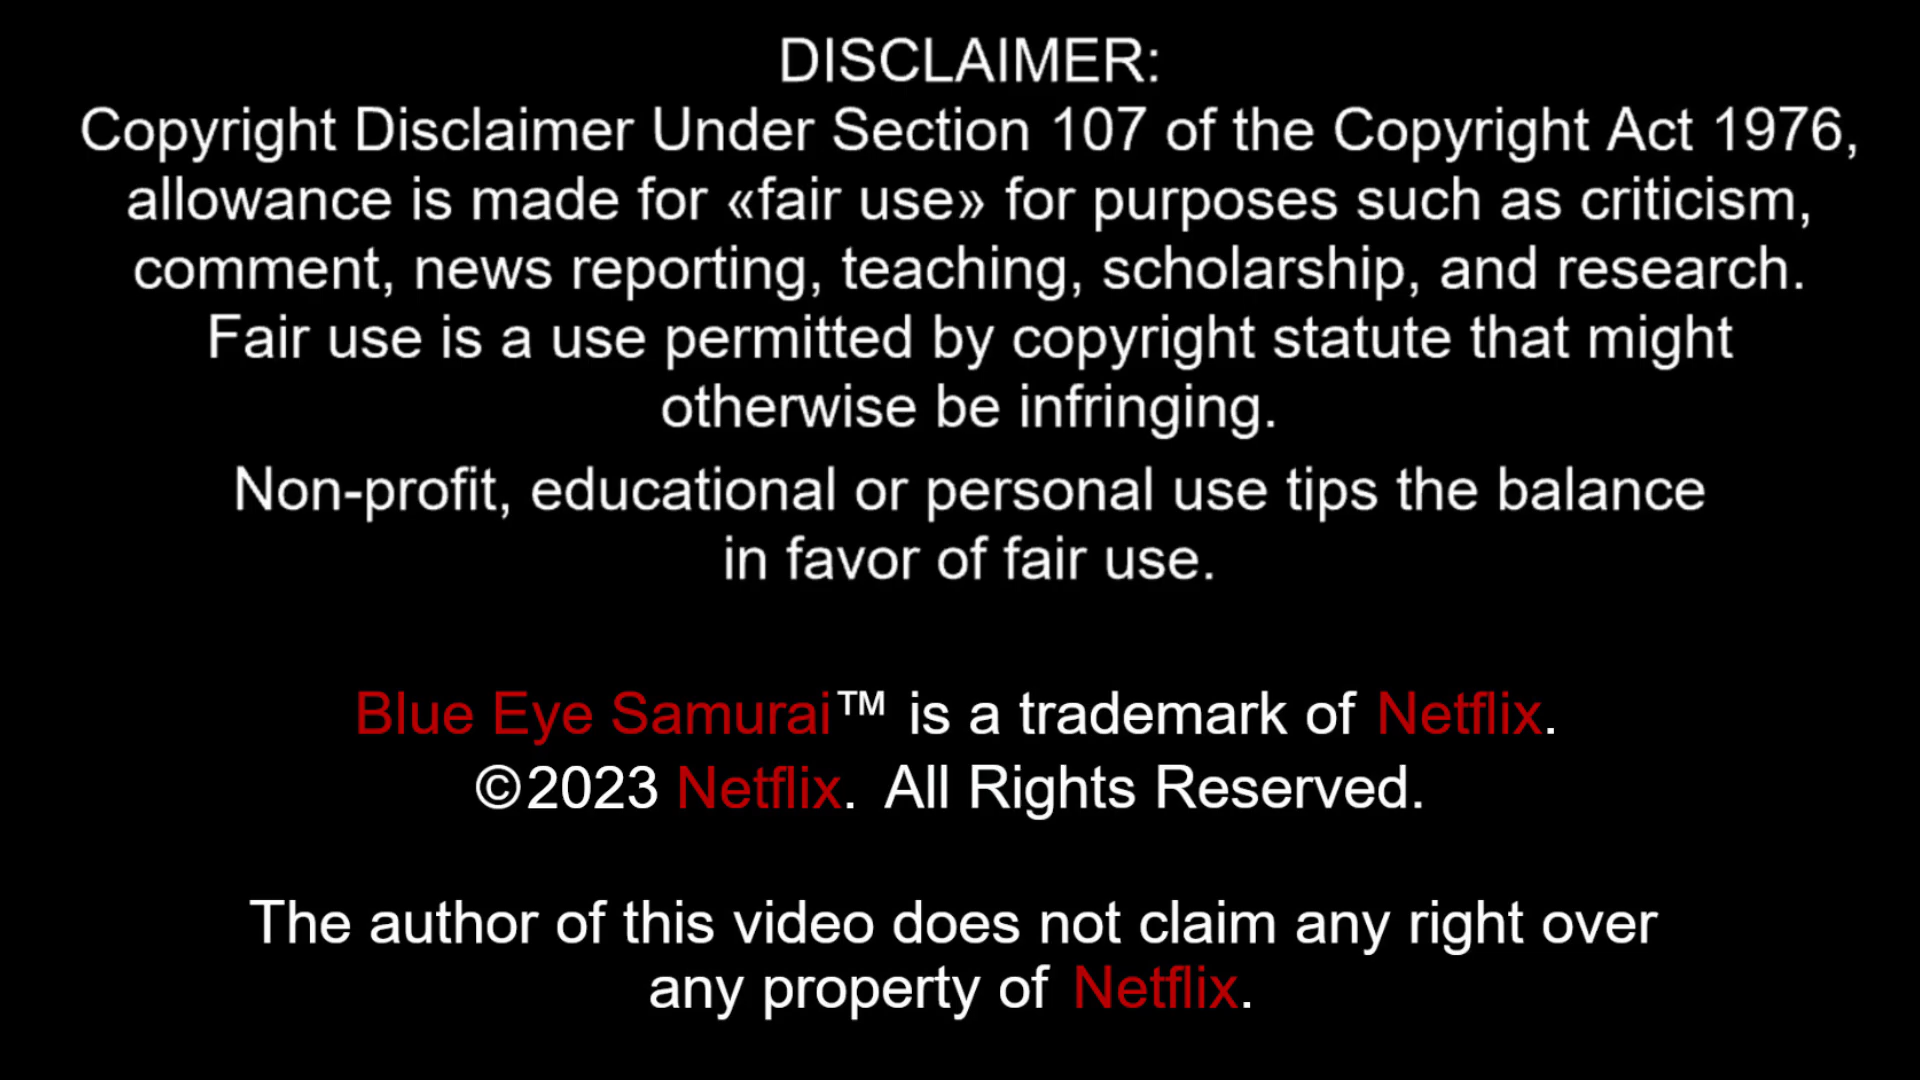 DISCLAIMER:
Copyright Disclaimer Under Section 107 of the Copyright Act 1976,
allowance is made for «fair use» for purposes such as criticism,
comment, news reporting, teaching, scholarship, and research.
Fair use is a use permitted by copyright statute that might
otherwise be infringing.
Non-profit, educational or personal use tips the balance
in favor of fair use.
Blue Eye Samurai™ is a trademark of Netflix.
©2023 Netflix. All Rights Reserved.
The author of this video does not claim any right over
any property of Netflix.